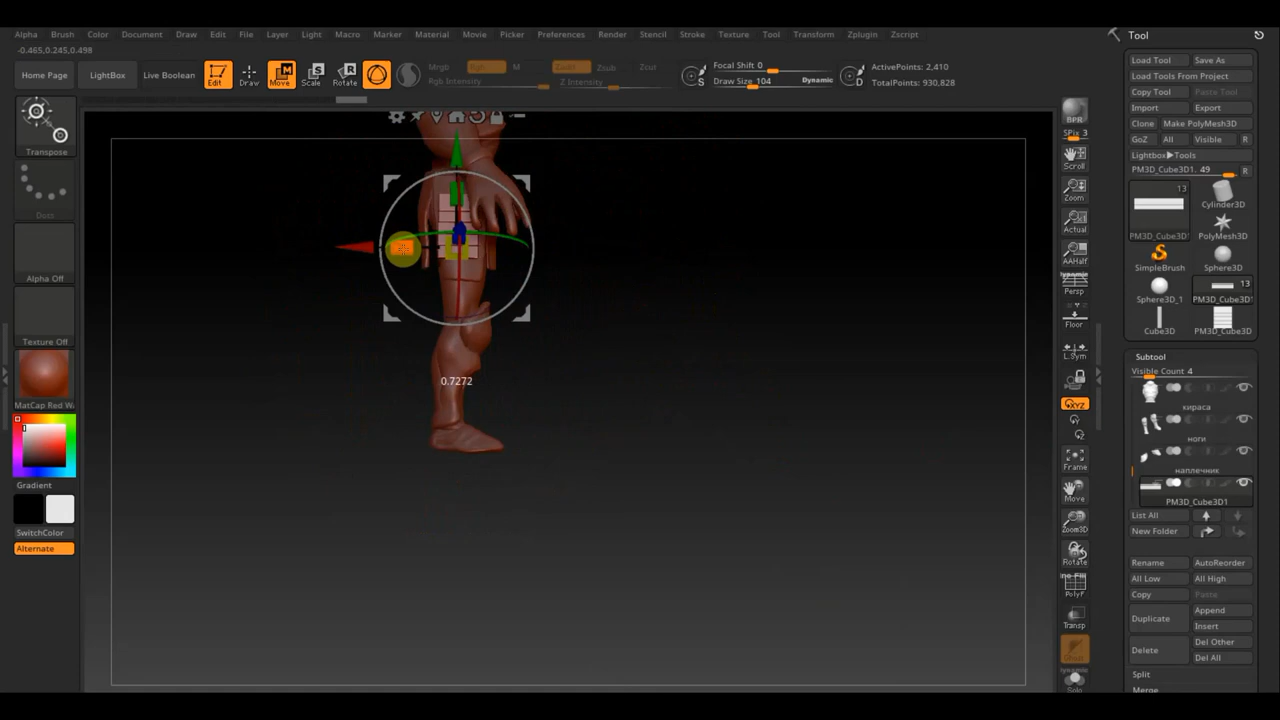 Alpha Brush Color Document Draw Edit File Layer Light Macro Marker Material Movie Picker Preferences Render Stencil Stroke Texture Tool Transform Zplugin Zscript
-0.465,0.245,0.498
Home Page LightBox Live Boolean Edit Draw Move Scale Rotate
Mrgb Rgb M Zadd Zsub Zcut
Rgb Intensity Z Intensity
S
Focal Shift 0
Draw Size 104 Dynamic
D
ActivePoints: 2,410
TotalPoints: 930,828
Transpose
Dots
Alpha Off
Texture Off
MatCap Red W
Gradient
SwitchColor
Alternate
0.7272
BPR
SPix 3
Scroll
Zoom
Actual
AAHalf
Dynamic
Persp
Floor
L.Sym
XYZ
Frame
Move
Zoom3D
Rotate
Line Fill
PolyF
Transp
Ghost
Dynamic
Solo
Tool
Load Tool Save As
Load Tools From Project
Copy Tool Paste Tool
Import Export
Clone Make PolyMesh3D
GoZ All Visible R
Lightbox▶Tools
PM3D_Cube3D1. 49 R
13
PM3D_Cube3D1
Cylinder3D
PolyMesh3D
SimpleBrush Sphere3D
Sphere3D_1
13
PM3D_Cube3D1
Cube3D PM3D_Cube3D
Subtool
Visible Count 4
кираса
ноги
наплечник
PM3D_Cube3D1
List All
New Folder
Rename AutoReorder
All Low All High
Copy Paste
Duplicate Append
Insert
Delete Del Other
Del All
Split
Merge